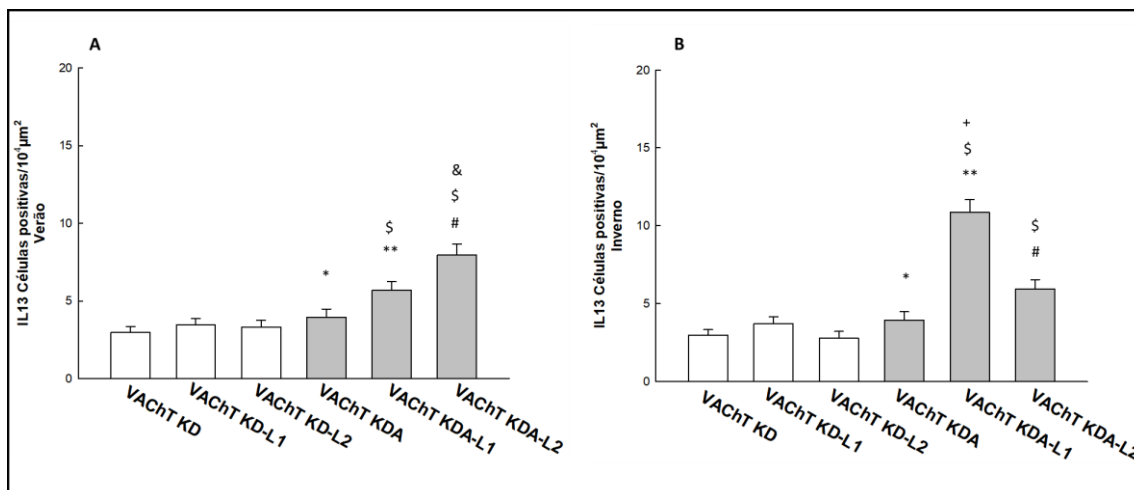 A
IL13 Células positivas/10⁴µm²
Verão
20
15
10
5
0
*
$
**
&
$
#
VAChT KD
VAChT KD-L1
VAChT KD-L2
VAChT KDA
VAChT KDA-L1
VAChT KDA-L2
B
IL13 Células positivas/10⁴µm²
Inverno
20
15
10
5
0
*
+
$
**
$
#
VAChT KD
VAChT KD-L1
VAChT KD-L2
VAChT KDA
VAChT KDA-L1
VAChT KDA-L2